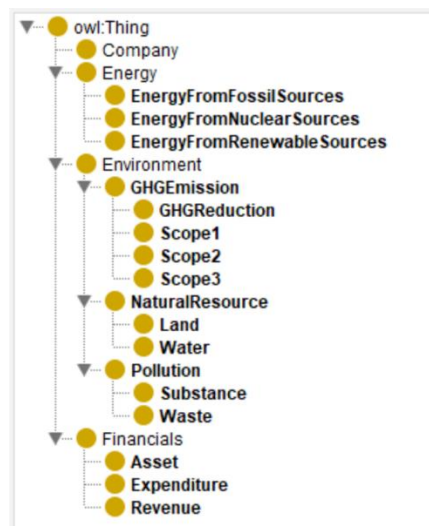 owl:Thing
Company
Energy
EnergyFromFossilSources
EnergyFromNuclearSources
EnergyFromRenewableSources
Environment
GHGEmission
GHGReduction
Scope1
Scope2
Scope3
NaturalResource
Land
Water
Pollution
Substance
Waste
Financials
Asset
Expenditure
Revenue